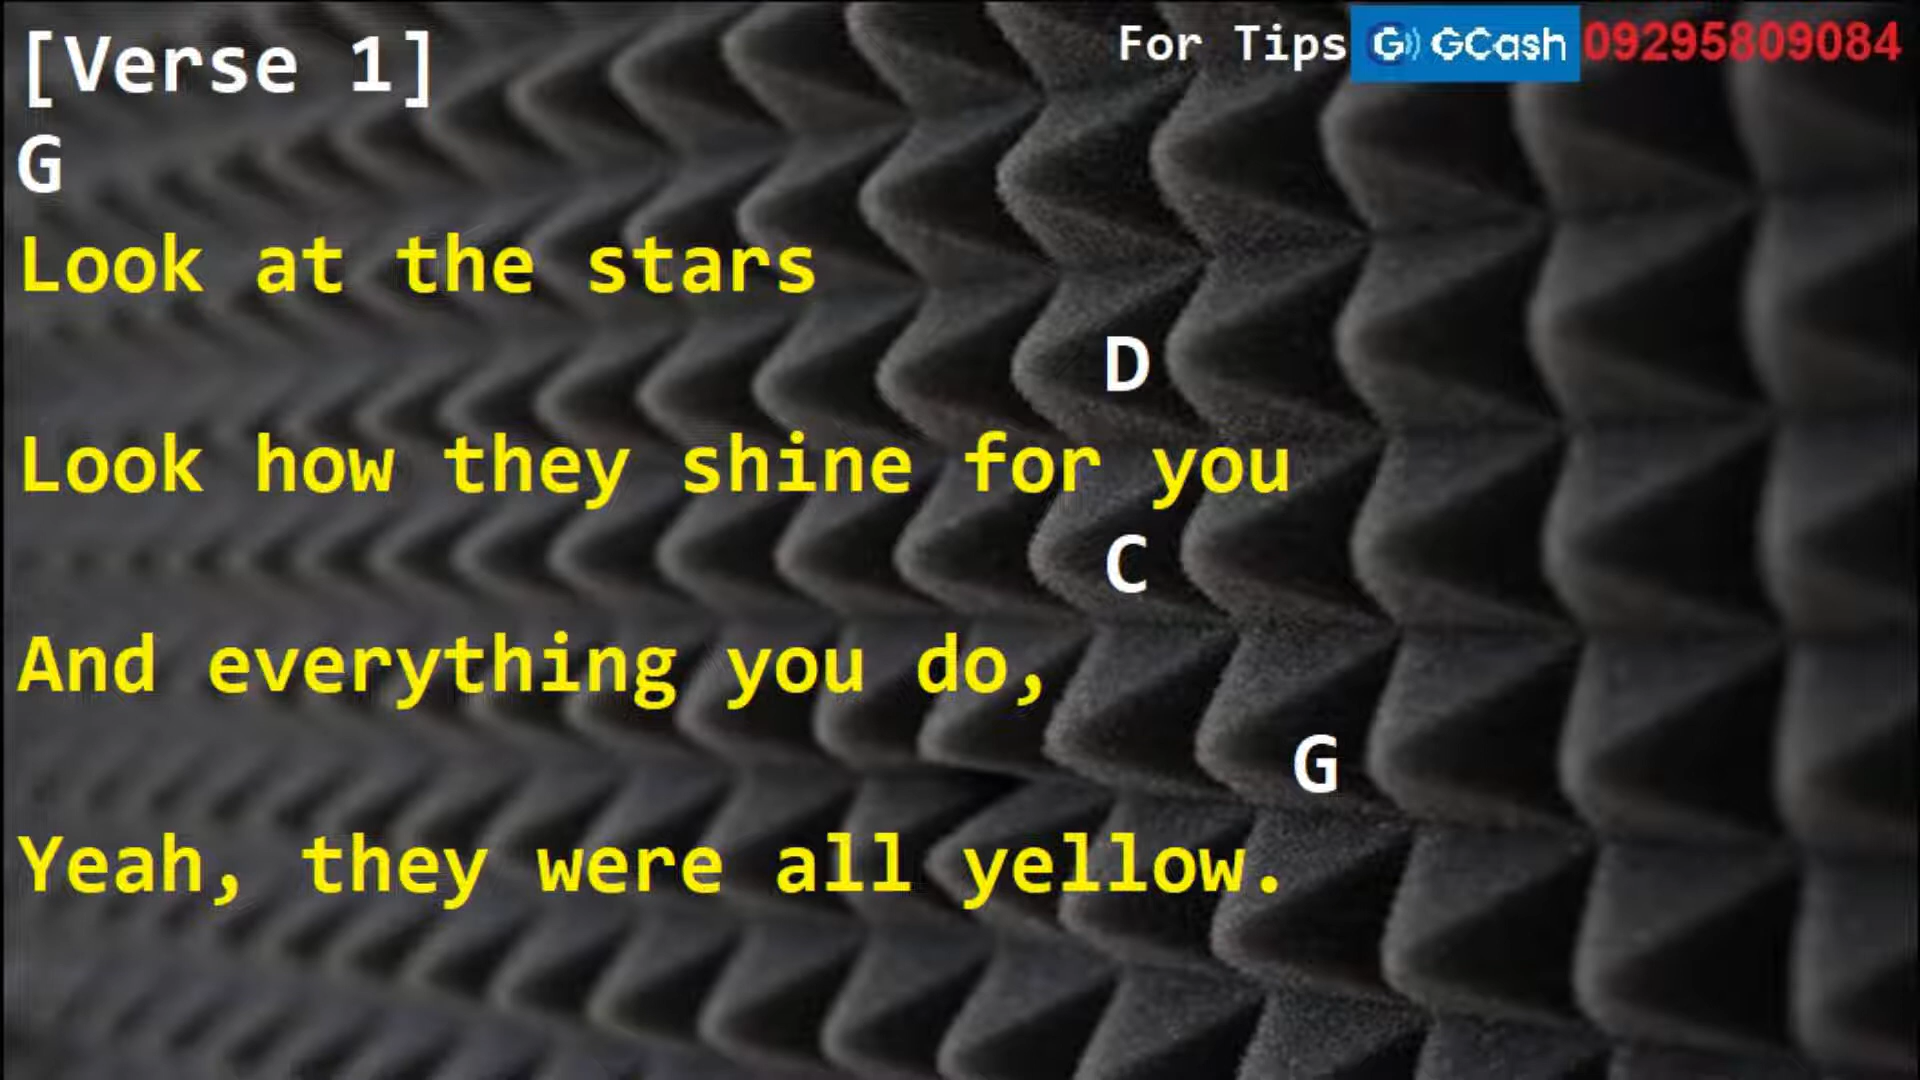 [Verse 1]
For Tips G GCash 09295809084
G
Look at the stars
D
Look how they shine for you
C
And everything you do,
G
Yeah, they were all yellow.